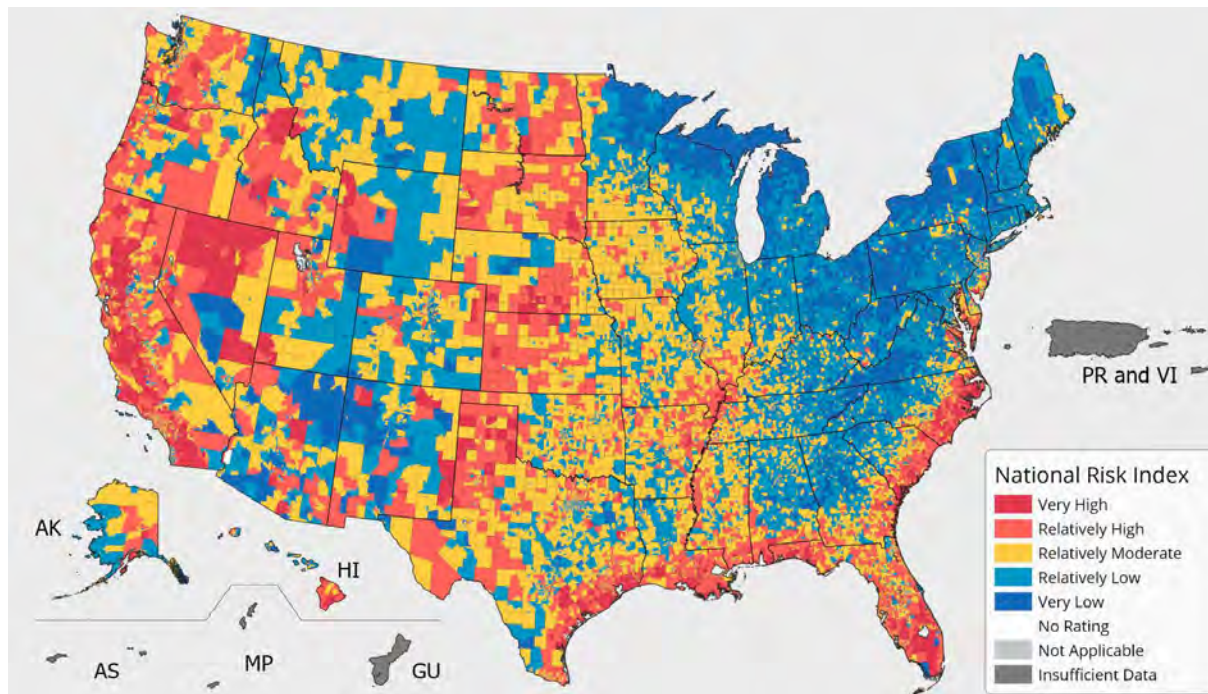 PR and VI
AK
HI
AS
MP
GU
National Risk Index
Very High
Relatively High
Relatively Moderate
Relatively Low
Very Low
No Rating
Not Applicable
Insufficient Data